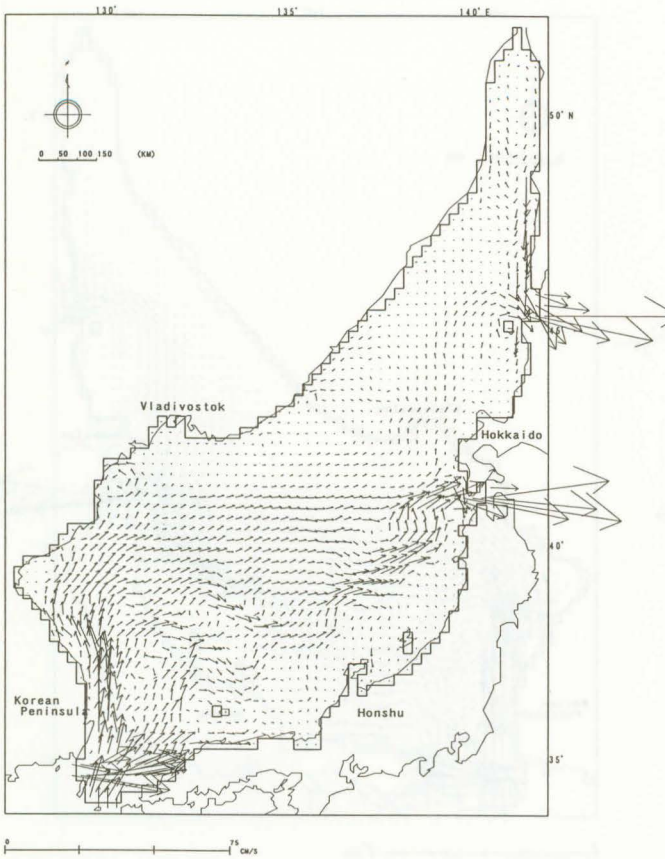 130° 135° 140° E
50° N
0 50 100 150 (KM)
45
Vladivostok
Hokkaido
40°
Korean
Peninsula
Honshu
35°
0 75
CM/S